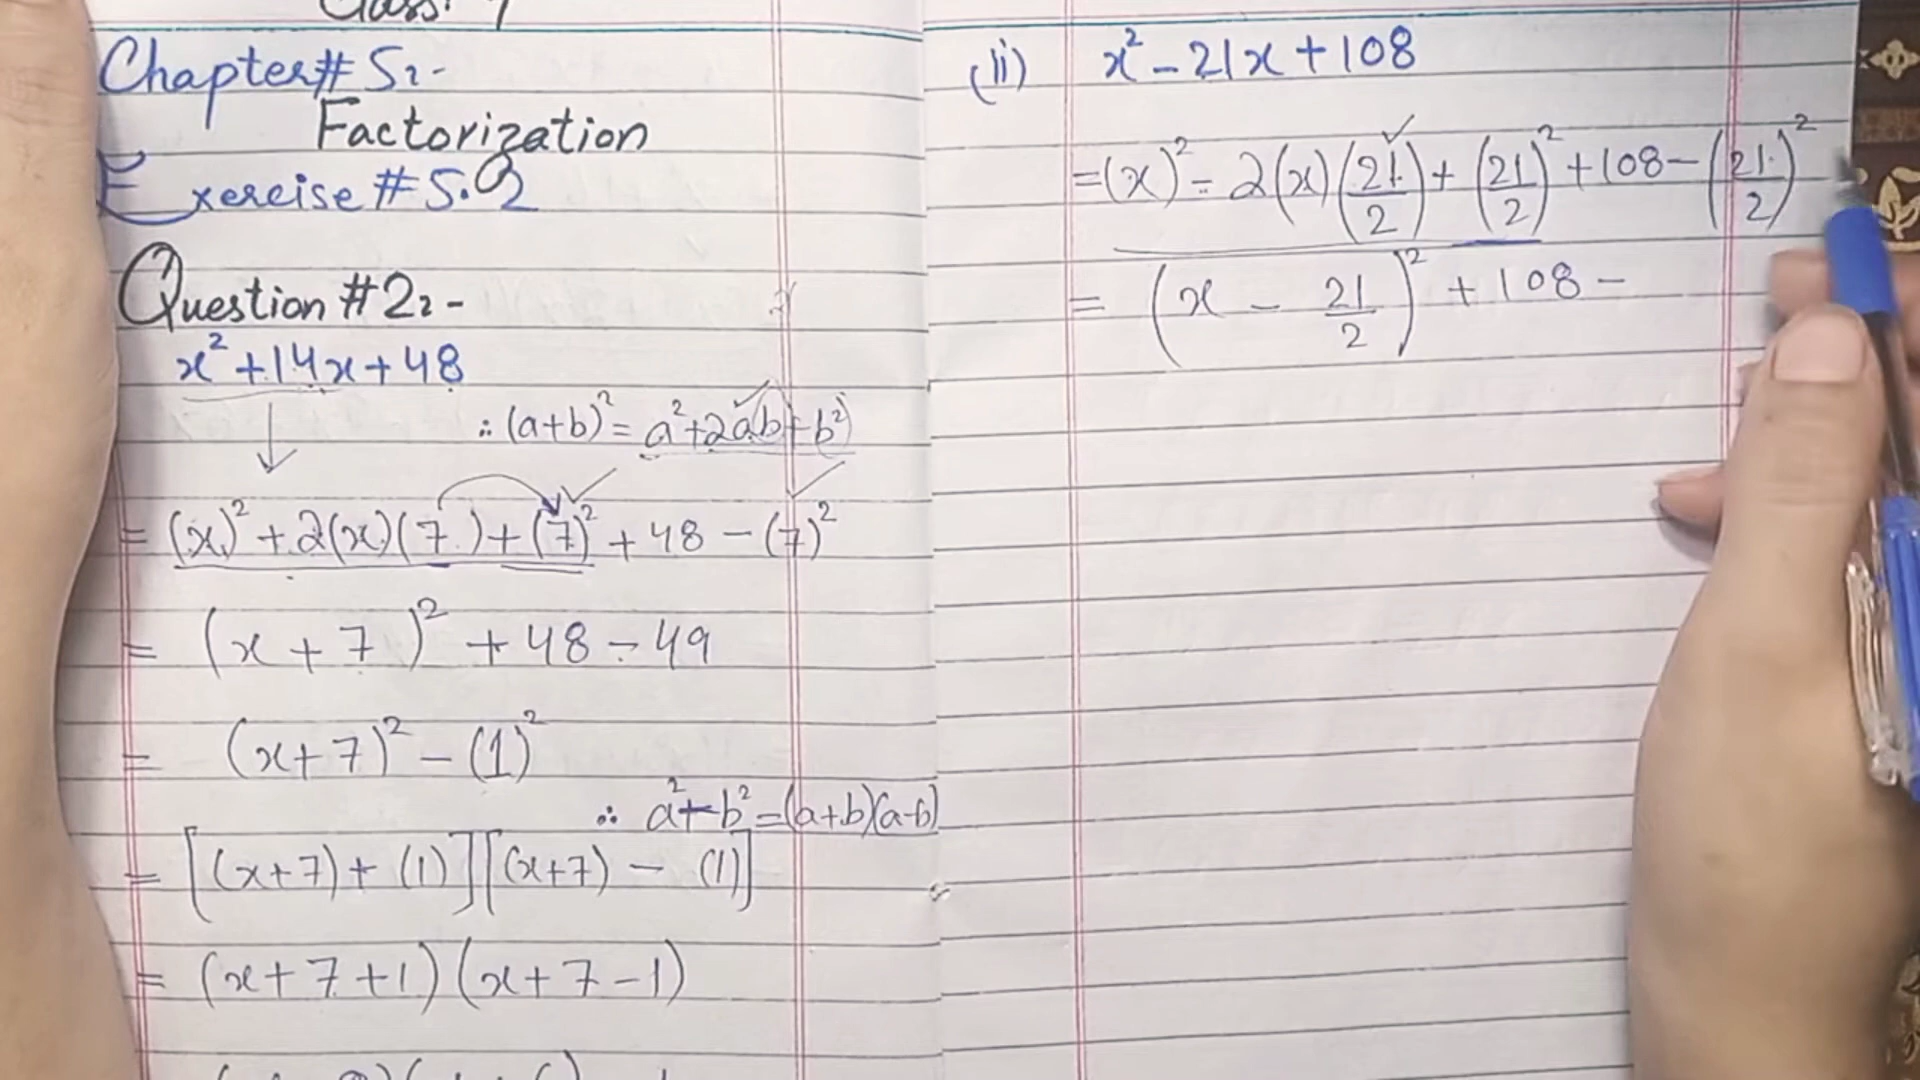 Chapter# 5:-
Factorization
Exercise # 5.2
Question #2:-
x² + 14x + 48
∴ (a+b)² = a² + 2ab + b²
= (x)² + 2(x)(7) + (7)² + 48 - (7)²
= (x + 7)² + 48 - 49
= (x+7)² - (1)²
∴ a² - b² = (a+b)(a-b)
= [(x+7) + (1)][(x+7) - (1)]
= (x+7+1)(x+7-1)
(ii) x² - 21x + 108
= (x)² - 2(x)(21/2) + (21/2)² + 108 - (21/2)²
= (x - 21/2)² + 108 -